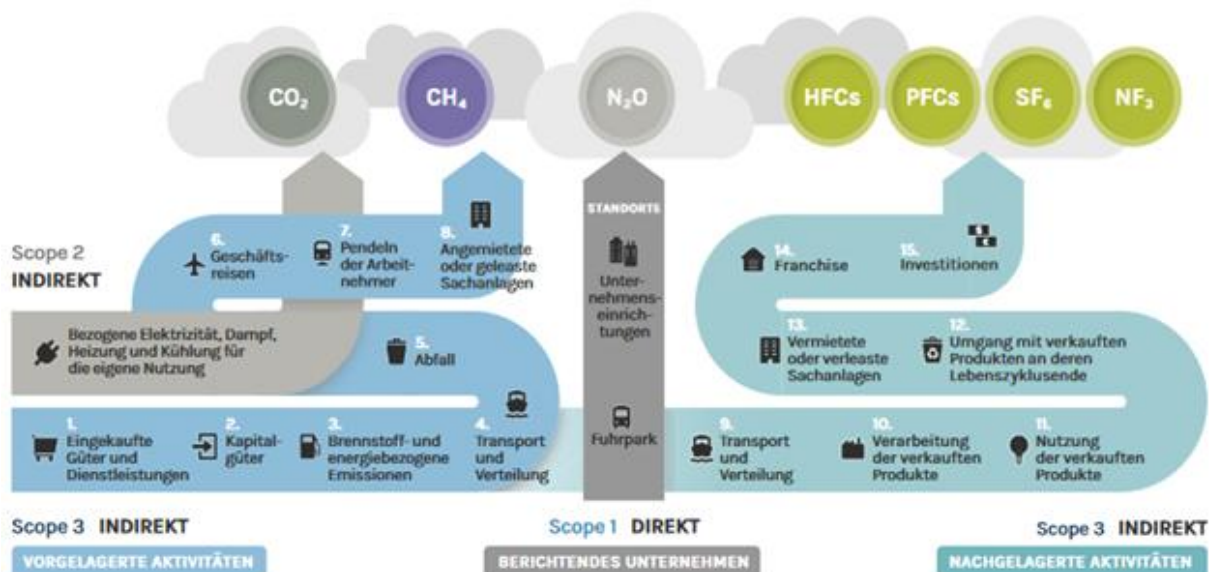 CO₂
CH₄
N₂O
HFCs
PFCs
SF₆
NF₃
Scope 2
INDIREKT
6.
Geschäfts-
reisen
7.
Pendeln
der Arbeit-
nehmer
8.
Angemietete
oder geleaste
Sachanlagen
Bezogene Elektrizität, Dampf,
Heizung und Kühlung für
die eigene Nutzung
5.
Abfall
1.
Eingekaufte
Güter und
Dienstleistungen
2.
Kapital-
güter
3.
Brennstoff- und
energiebezogene
Emissionen
4.
Transport
und
Verteilung
STANDORTE
Unter-
nehmens-
einrich-
tungen
Fuhrpark
14.
Franchise
15.
Investitionen
13.
Vermietete
oder verleaste
Sachanlagen
12.
Umgang mit verkauften
Produkten an deren
Lebenszyklusende
9.
Transport
und
Verteilung
10.
Verarbeitung
der verkauften
Produkte
11.
Nutzung
der verkauften
Produkte
Scope 3 INDIREKT
VORGELAGERTE AKTIVITÄTEN
Scope 1 DIREKT
BERICHTENDES UNTERNEHMEN
Scope 3 INDIREKT
NACHGELAGERTE AKTIVITÄTEN